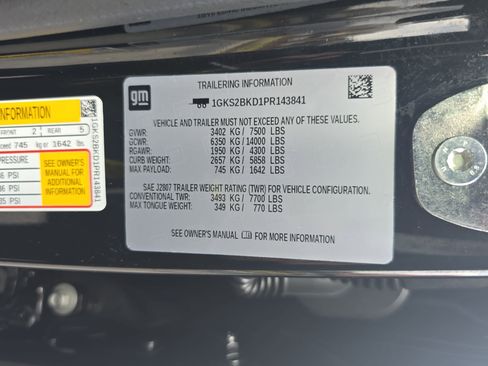 gm
TRAILERING INFORMATION
1GKS2BKD1PR143841
VEHICLE AND TRAILER MUST NOT EXCEED ANY OF THESE VALUES.
GVWR: 3402 KG / 7500 LBS
GCWR: 6350 KG / 14000 LBS
RGAWR: 1950 KG / 4300 LBS
CURB WEIGHT: 2657 KG / 5858 LBS
MAX PAYLOAD: 745 KG / 1642 LBS
SAE J2807 TRAILER WEIGHT RATING (TWR) FOR VEHICLE CONFIGURATION.
CONVENTIONAL TWR: 3493 KG / 7700 LBS
MAX TONGUE WEIGHT: 349 KG / 770 LBS
SEE OWNER'S MANUAL FOR MORE INFORMATION
INFORMATION
FRONT 2 REAR 5
745 kg or 1642 lbs
PRESSURE
PSI
PSI
35 PSI
SEE OWNER'S
MANUAL FOR
ADDITIONAL
INFORMATION
1GKS2BKD1PR143841